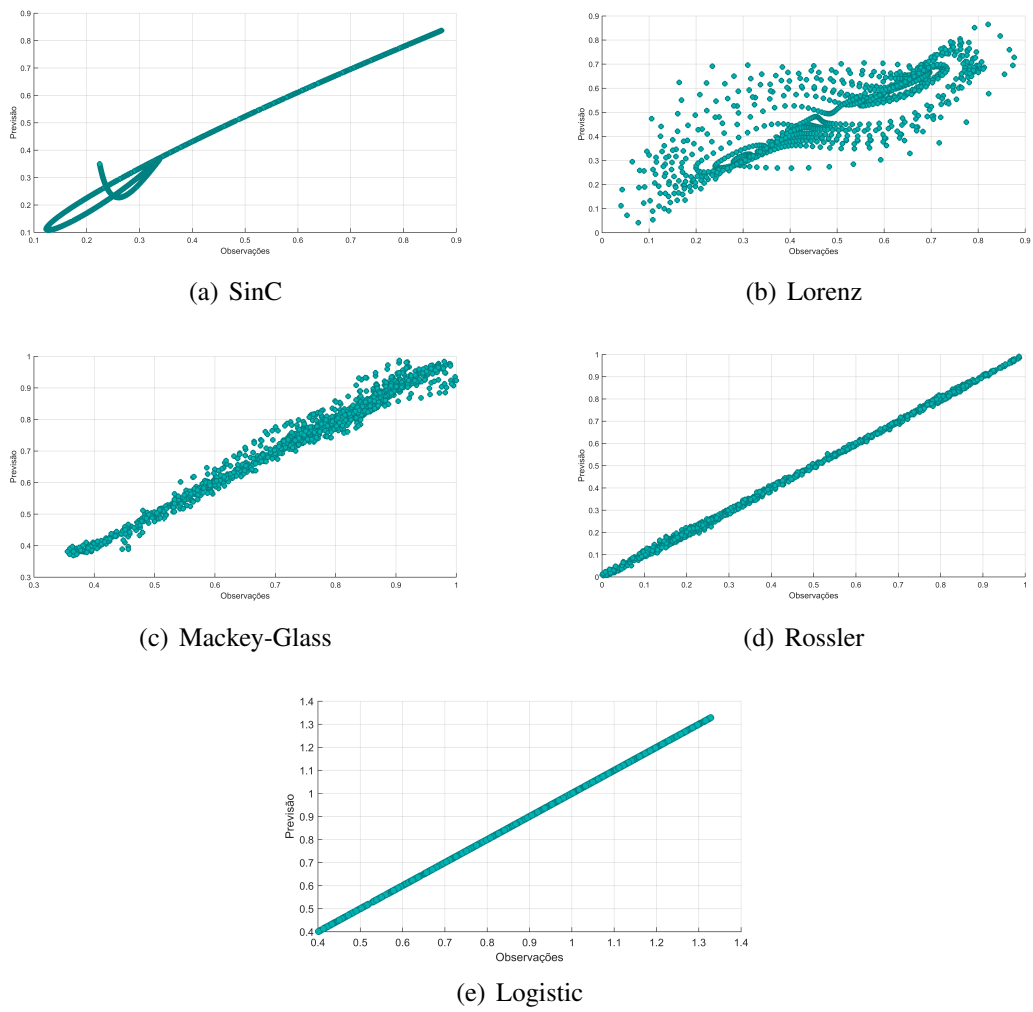 0.9
0.8
0.7
0.6
0.5
0.4
0.3
0.2
0.1
Previsão
0.1 0.2 0.3 0.4 0.5 0.6 0.7 0.8 0.9
Observações
(a) SinC
0.9
0.8
0.7
0.6
0.5
0.4
0.3
0.2
0.1
0
Previsão
0 0.1 0.2 0.3 0.4 0.5 0.6 0.7 0.8 0.9
Observações
(b) Lorenz
1
0.9
0.8
0.7
0.6
0.5
0.4
0.3
Previsão
0.3 0.4 0.5 0.6 0.7 0.8 0.9 1
Observações
(c) Mackey-Glass
1
0.9
0.8
0.7
0.6
0.5
0.4
0.3
0.2
0.1
0
Previsão
0 0.1 0.2 0.3 0.4 0.5 0.6 0.7 0.8 0.9 1
Observações
(d) Rossler
1.4
1.3
1.2
1.1
1
0.9
0.8
0.7
0.6
0.5
0.4
Previsão
0.4 0.5 0.6 0.7 0.8 0.9 1 1.1 1.2 1.3 1.4
Observações
(e) Logistic